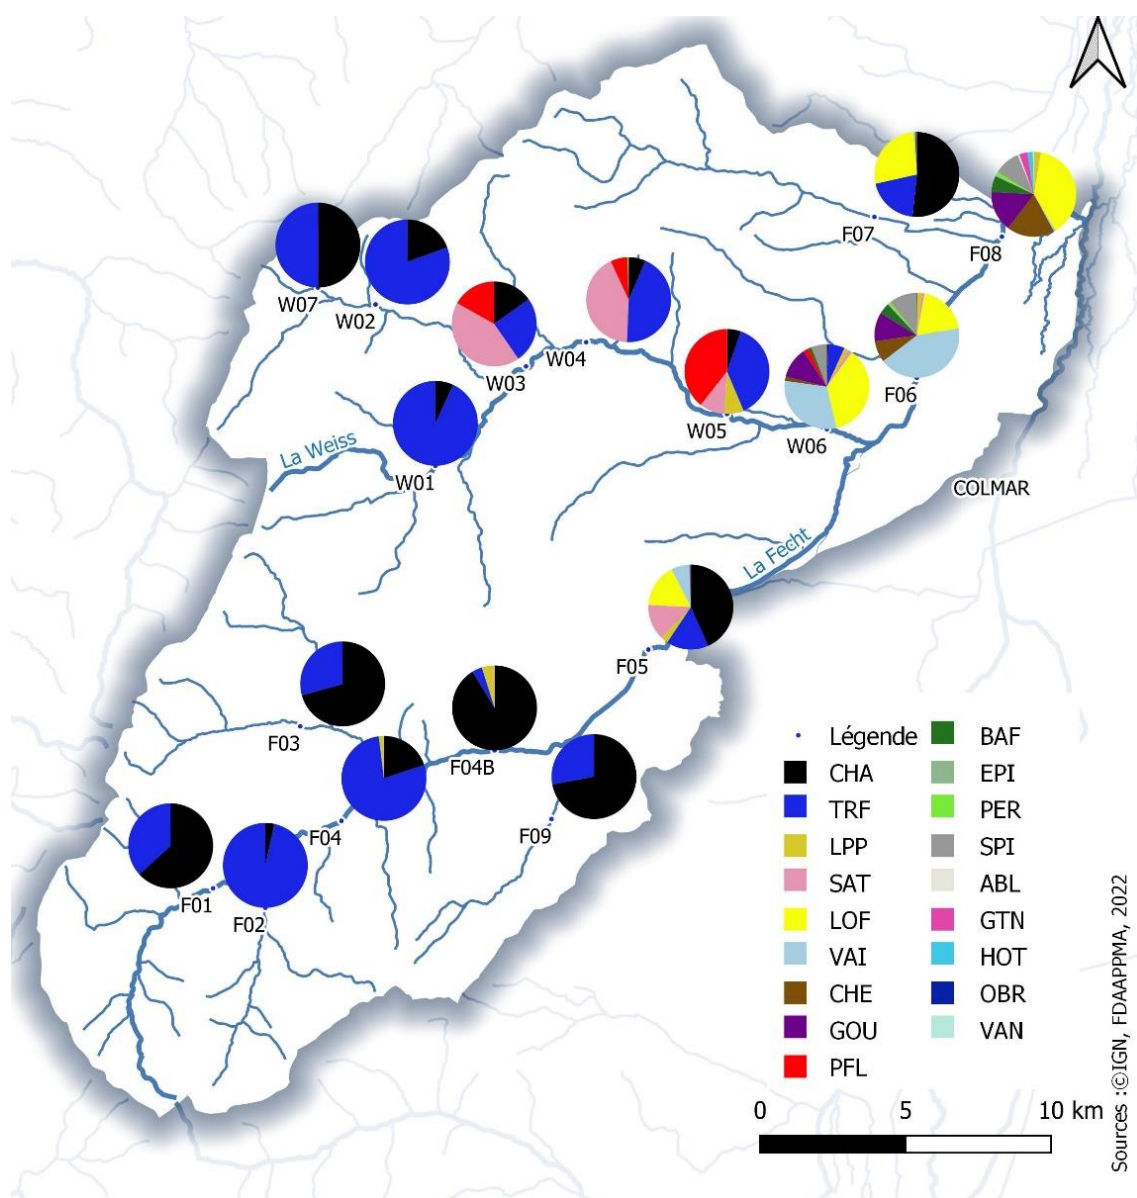 F07
F08
W07
W02
W03
W04
W05
W06
F06
W01
La Weiss
COLMAR
La Fecht
F05
F03
F04B
F04
F09
F01
F02
Légende
CHA
TRF
LPP
SAT
LOF
VAI
CHE
GOU
PFL
BAF
EPI
PER
SPI
ABL
GTN
HOT
OBR
VAN
0 5 10 km
Sources :©IGN, FDAAPPMA, 2022